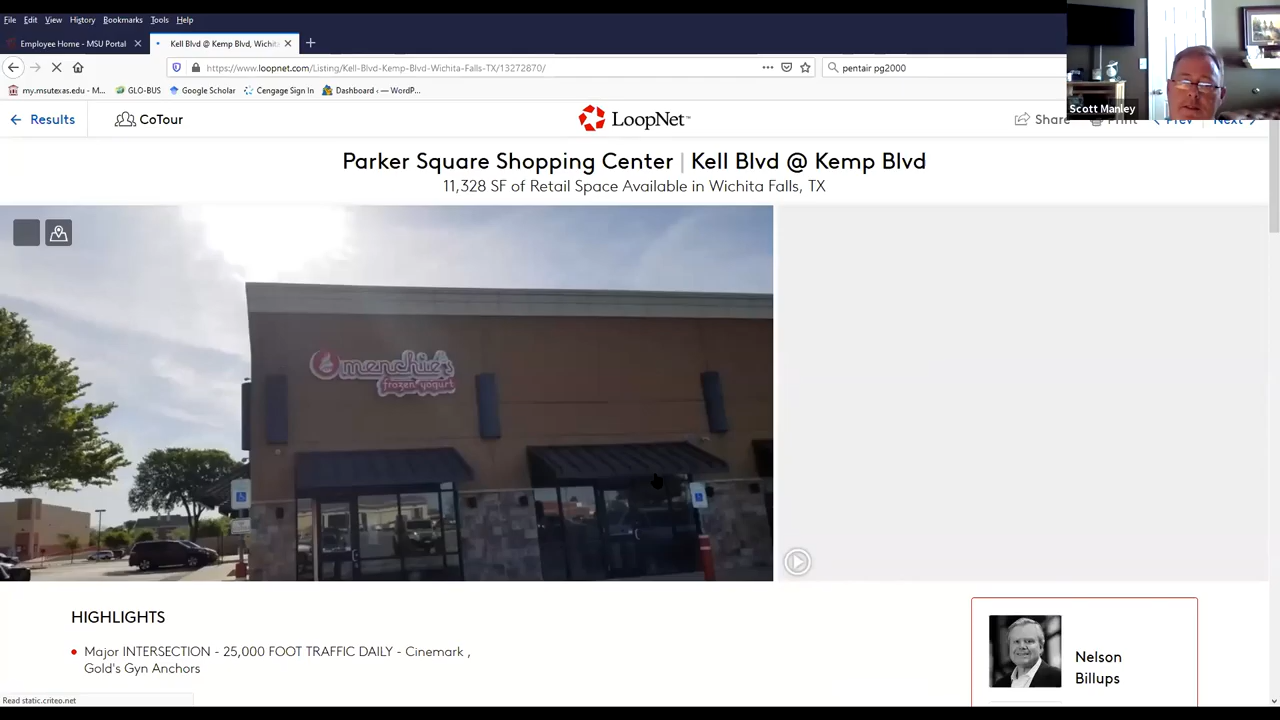 File Edit View History Bookmarks Tools Help
Employee Home - MSU Portal
Kell Blvd @ Kemp Blvd, Wichit
https://www.loopnet.com/Listing/Kell-Blvd-Kemp-Blvd-Wichita-Falls-TX/13272870/
pentair pg2000
my.msutexas.edu - M...
GLO-BUS
Google Scholar
Cengage Sign In
Dashboard ‹ — WordP...
Scott Manley
Results
CoTour
LoopNet™
Share
Print
Prev
Next
Parker Square Shopping Center | Kell Blvd @ Kemp Blvd
11,328 SF of Retail Space Available in Wichita Falls, TX
menchie's
frozen yogurt
HIGHLIGHTS
Major INTERSECTION - 25,000 FOOT TRAFFIC DAILY - Cinemark ,
Gold's Gyn Anchors
Nelson
Billups
Read static.criteo.net